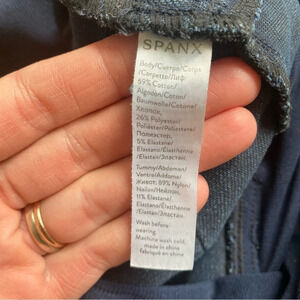 SPANX
Body/Cuerpo/Corps
/Corpetto/Лиф
69% Cotton/
Algodón/Coton/
Baumwolle/Cotone/
Хлопок,
26% Polyester/
Poliéster/Polyester/
Полиэстер,
5% Elastane/
Elastano/Élasthanne
/Elastan/Эластан.
Tummy/Abdomen/
Ventre/Addome/
Живот: 89% Nylon/
Nailon/Нейлон,
11% Elastane/
Elastano/Élasthanne
/Elastan/Эластан.
Wash before
wearing.
Machine wash cold.
made in china
fabriqué en chine